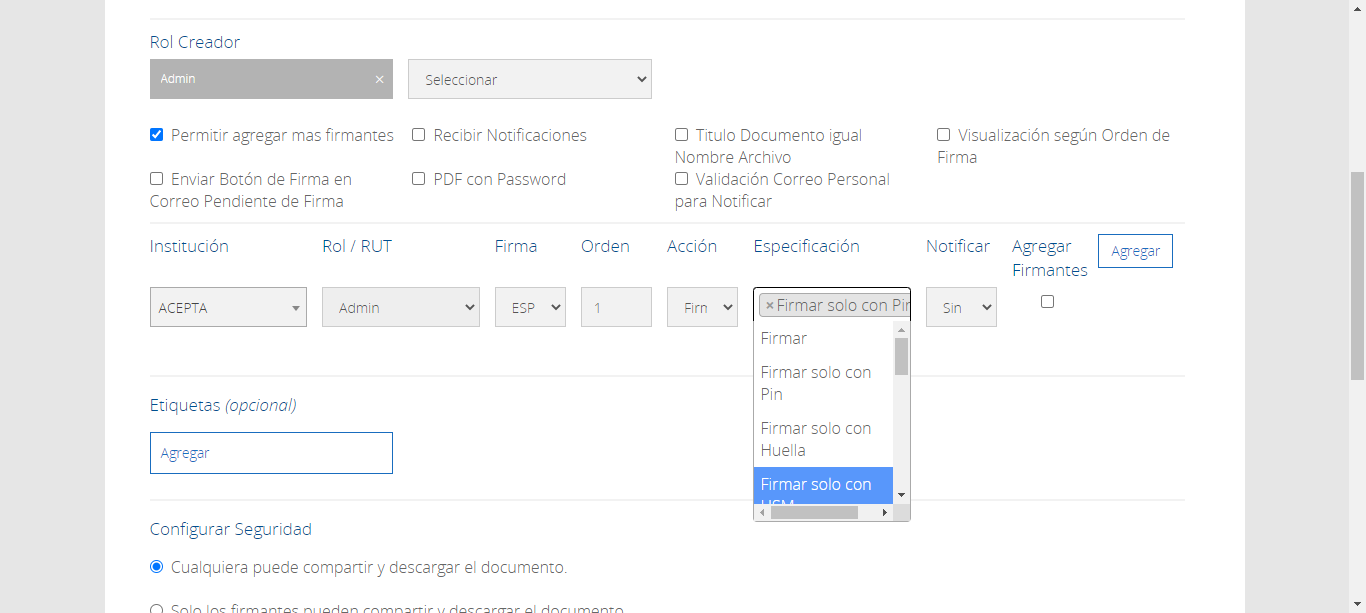 Rol Creador
Admin ×
Seleccionar
Permitir agregar mas firmantes
Recibir Notificaciones
Titulo Documento igual
Nombre Archivo
Visualización según Orden de
Firma
Enviar Botón de Firma en
Correo Pendiente de Firma
PDF con Password
Validación Correo Personal
para Notificar
Institución Rol / RUT Firma Orden Acción Especificación Notificar Agregar
Firmantes
Agregar
ACEPTA Admin ESP 1 Firn ×Firmar solo con Pin Sin
Firmar
Firmar solo con
Pin
Firmar solo con
Huella
Firmar solo con
HSM
Etiquetas (opcional)
Agregar
Configurar Seguridad
Cualquiera puede compartir y descargar el documento.
Solo los firmantes pueden compartir y descargar el documento